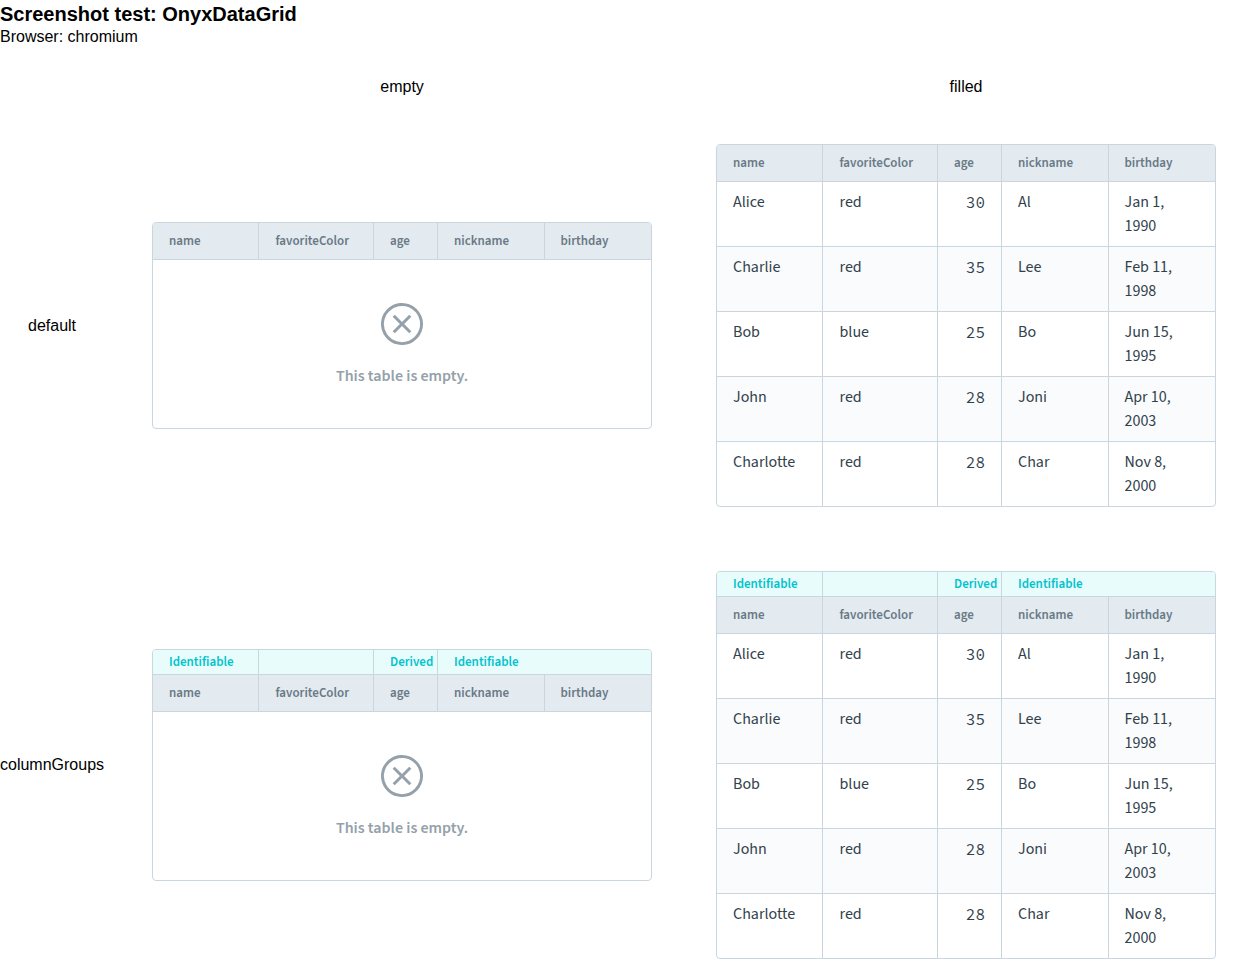 Screenshot test: OnyxDataGrid
Browser: chromium
empty
filled
default
name favoriteColor age nickname birthday
This table is empty.
name favoriteColor age nickname birthday
Alice red 30 Al Jan 1,
1990
Charlie red 35 Lee Feb 11,
1998
Bob blue 25 Bo Jun 15,
1995
John red 28 Joni Apr 10,
2003
Charlotte red 28 Char Nov 8,
2000
columnGroups
Identifiable Derived Identifiable
name favoriteColor age nickname birthday
This table is empty.
Identifiable Derived Identifiable
name favoriteColor age nickname birthday
Alice red 30 Al Jan 1,
1990
Charlie red 35 Lee Feb 11,
1998
Bob blue 25 Bo Jun 15,
1995
John red 28 Joni Apr 10,
2003
Charlotte red 28 Char Nov 8,
2000